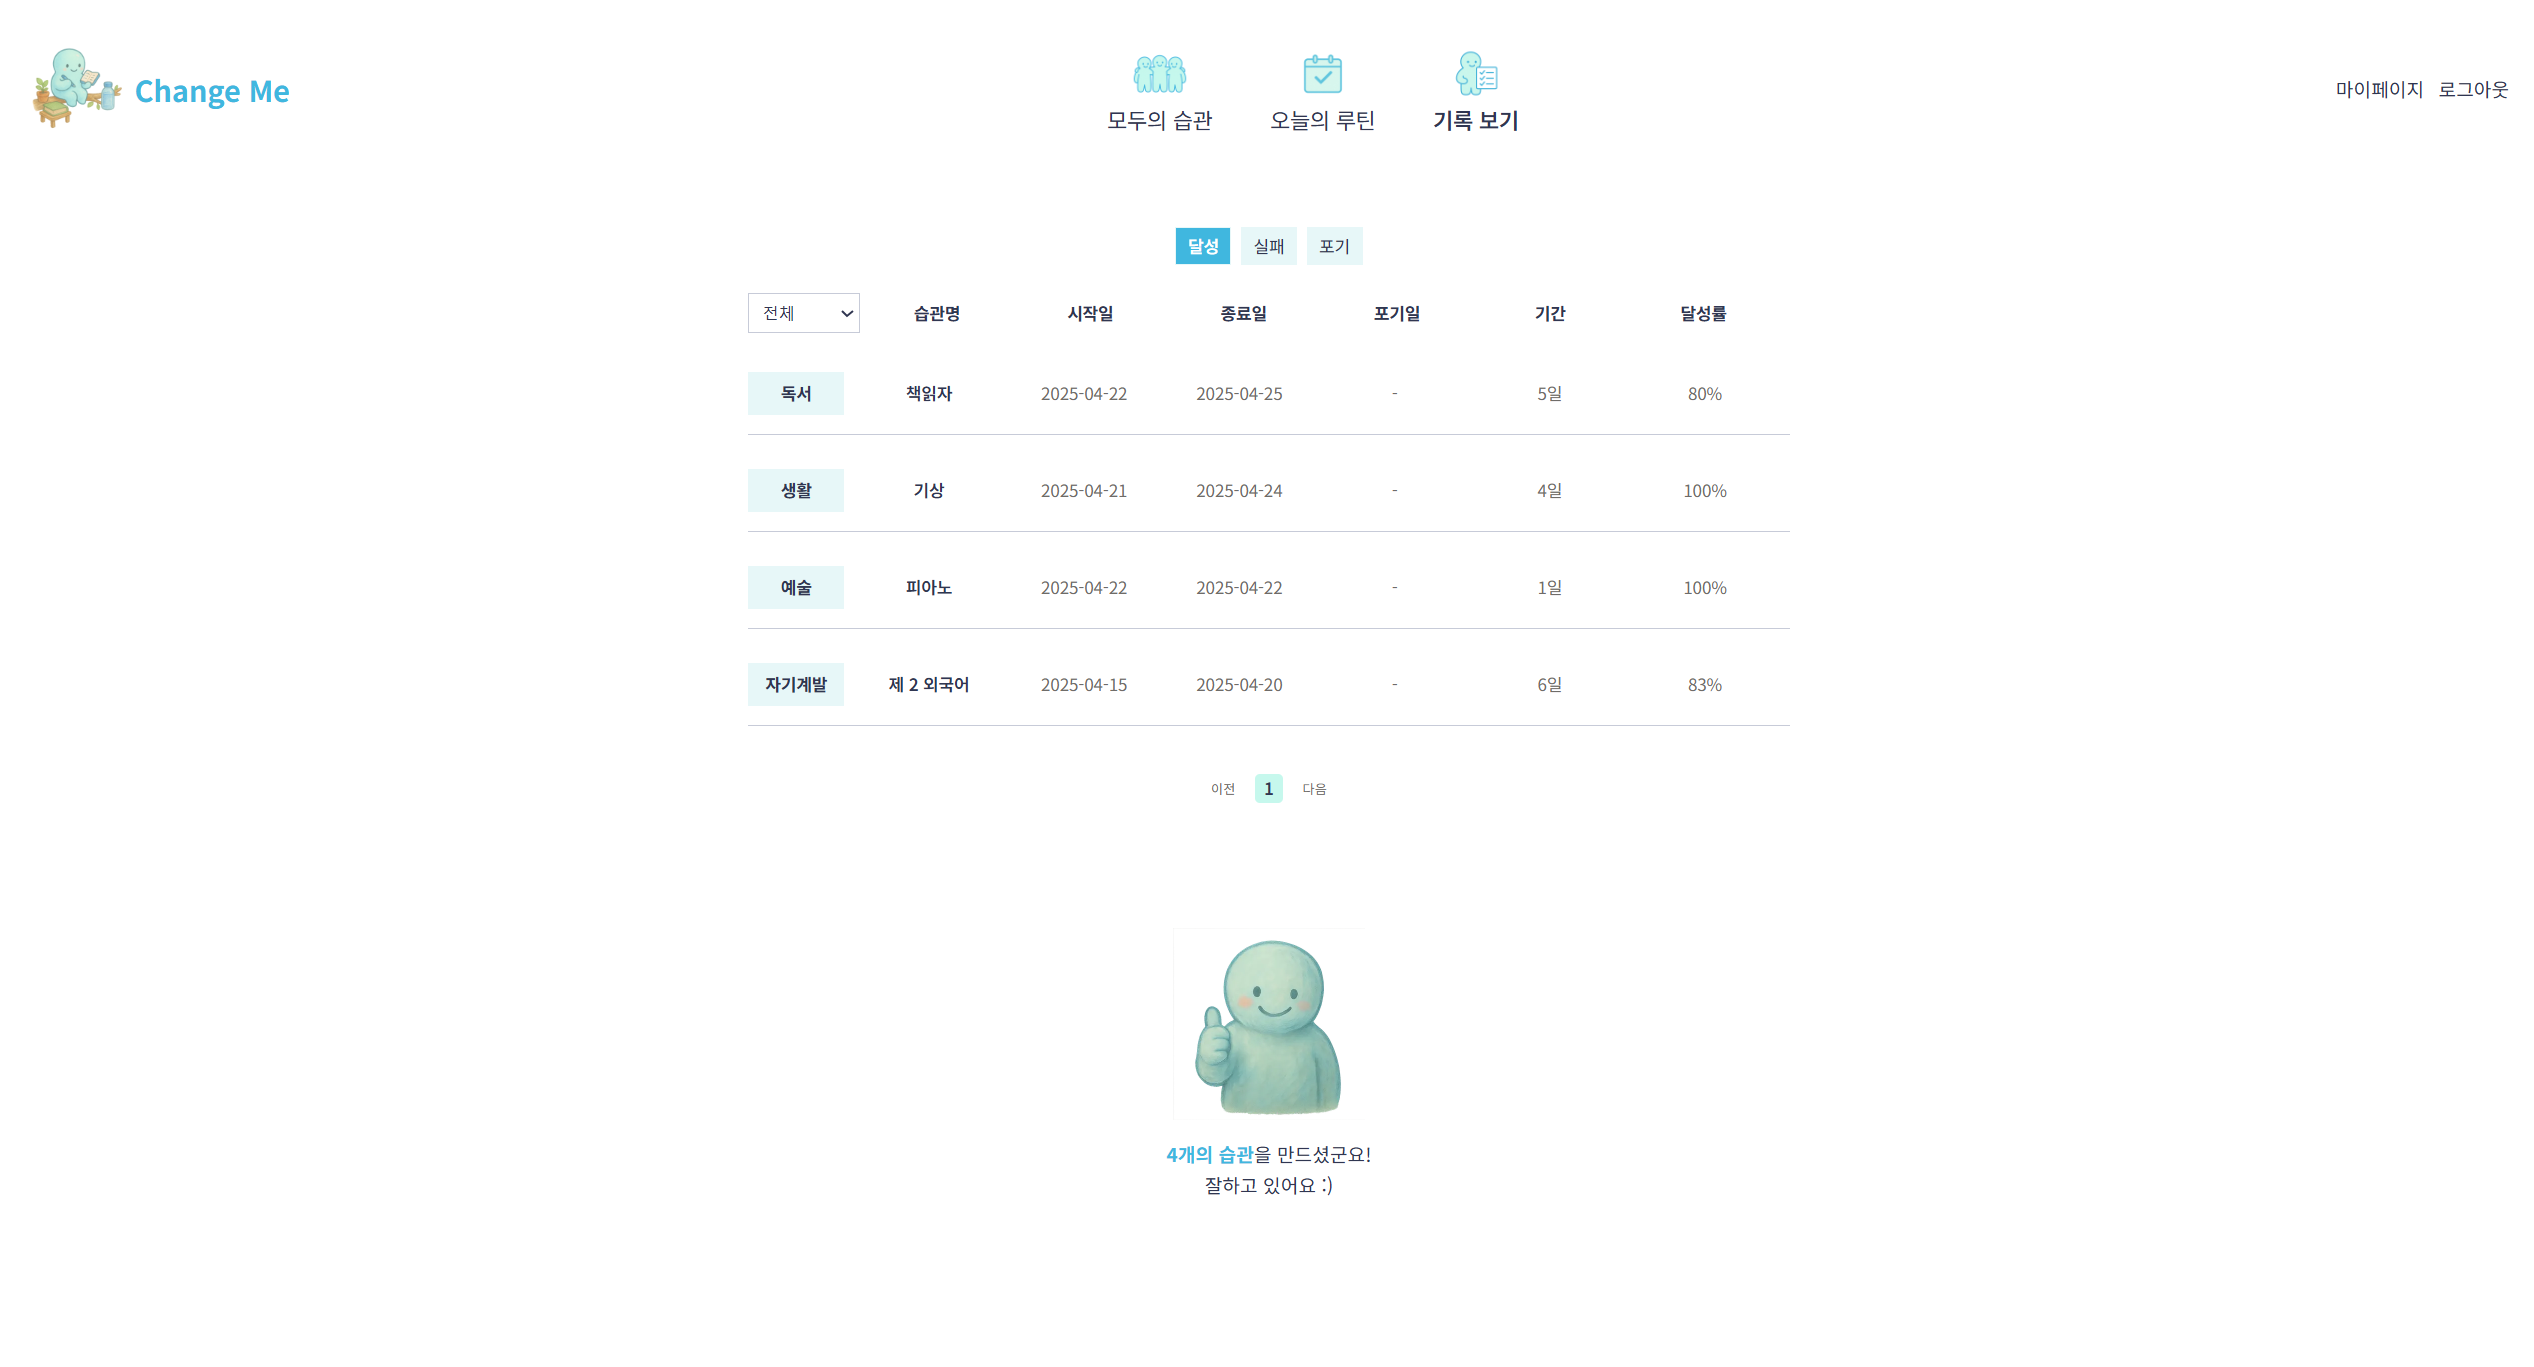 Change Me
모두의 습관 오늘의 루틴 기록 보기
마이페이지 로그아웃
달성 실패 포기
전체 습관명 시작일 종료일 포기일 기간 달성률
독서 책읽자 2025-04-22 2025-04-25 - 5일 80%
생활 기상 2025-04-21 2025-04-24 - 4일 100%
예술 피아노 2025-04-22 2025-04-22 - 1일 100%
자기계발 제 2 외국어 2025-04-15 2025-04-20 - 6일 83%
이전 1 다음
4개의 습관을 만드셨군요!
잘하고 있어요 :)